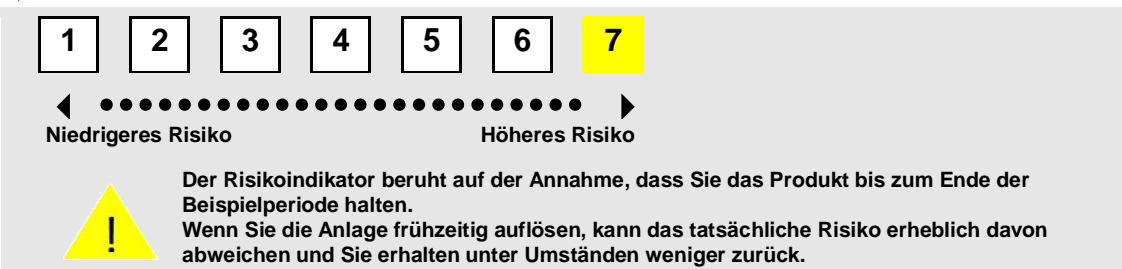 1 2 3 4 5 6 7
Niedrigeres Risiko Höheres Risiko
Der Risikoindikator beruht auf der Annahme, dass Sie das Produkt bis zum Ende der
Beispielperiode halten.
Wenn Sie die Anlage frühzeitig auflösen, kann das tatsächliche Risiko erheblich davon
abweichen und Sie erhalten unter Umständen weniger zurück.
!